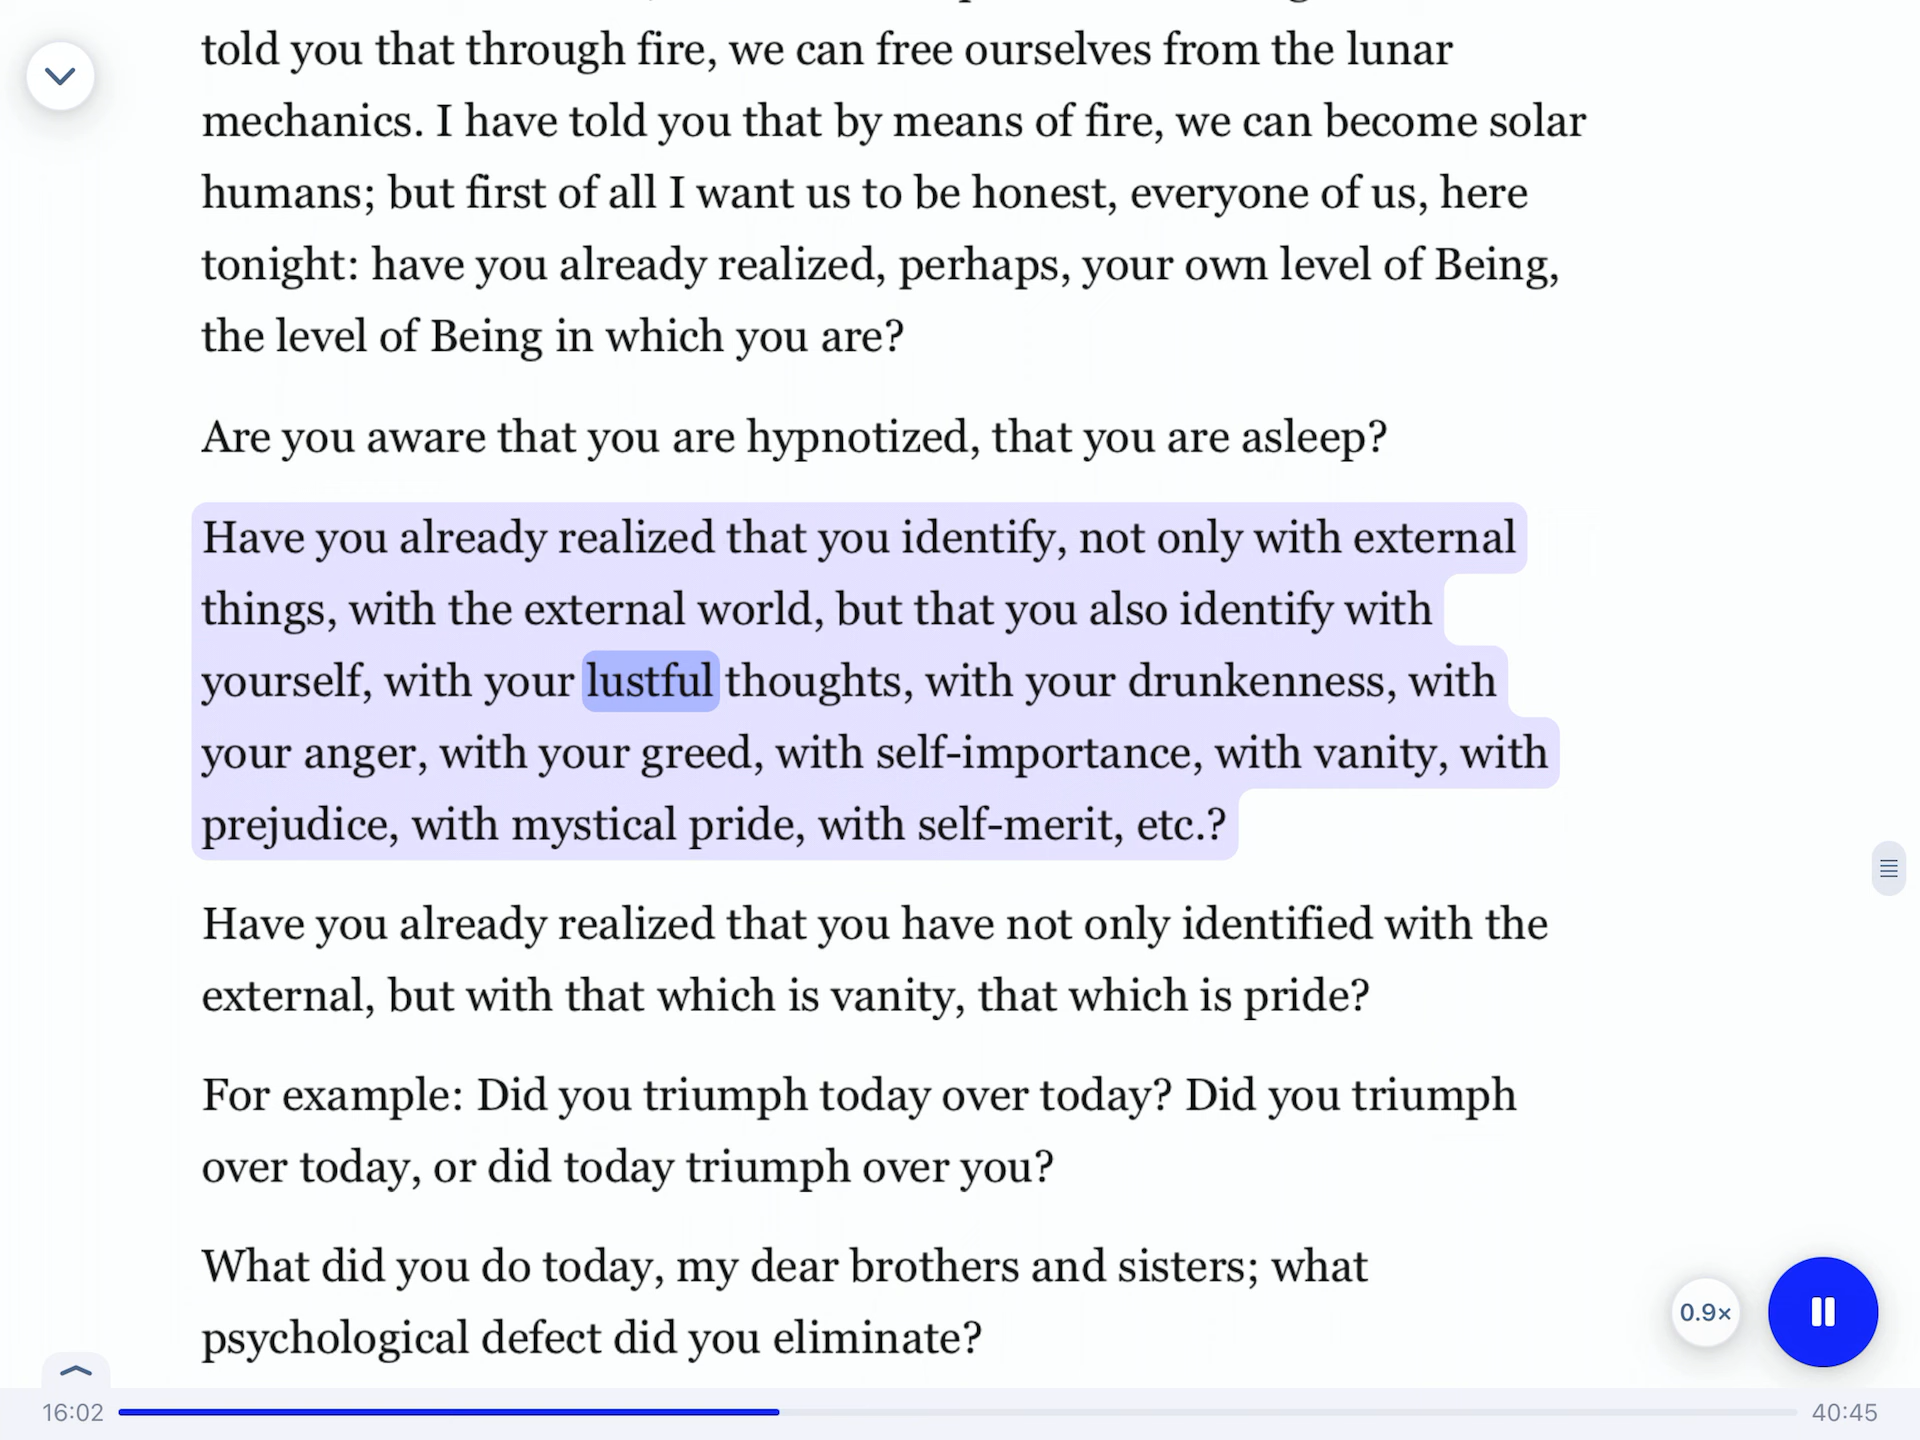 told you that through fire, we can free ourselves from the lunar
mechanics. I have told you that by means of fire, we can become solar
humans; but first of all I want us to be honest, everyone of us, here
tonight: have you already realized, perhaps, your own level of Being,
the level of Being in which you are?
Are you aware that you are hypnotized, that you are asleep?
Have you already realized that you identify, not only with external
things, with the external world, but that you also identify with
yourself, with your lustful thoughts, with your drunkenness, with
your anger, with your greed, with self-importance, with vanity, with
prejudice, with mystical pride, with self-merit, etc.?
Have you already realized that you have not only identified with the
external, but with that which is vanity, that which is pride?
For example: Did you triumph today over today? Did you triumph
over today, or did today triumph over you?
What did you do today, my dear brothers and sisters; what
psychological defect did you eliminate?
0.9×
16:02
40:45